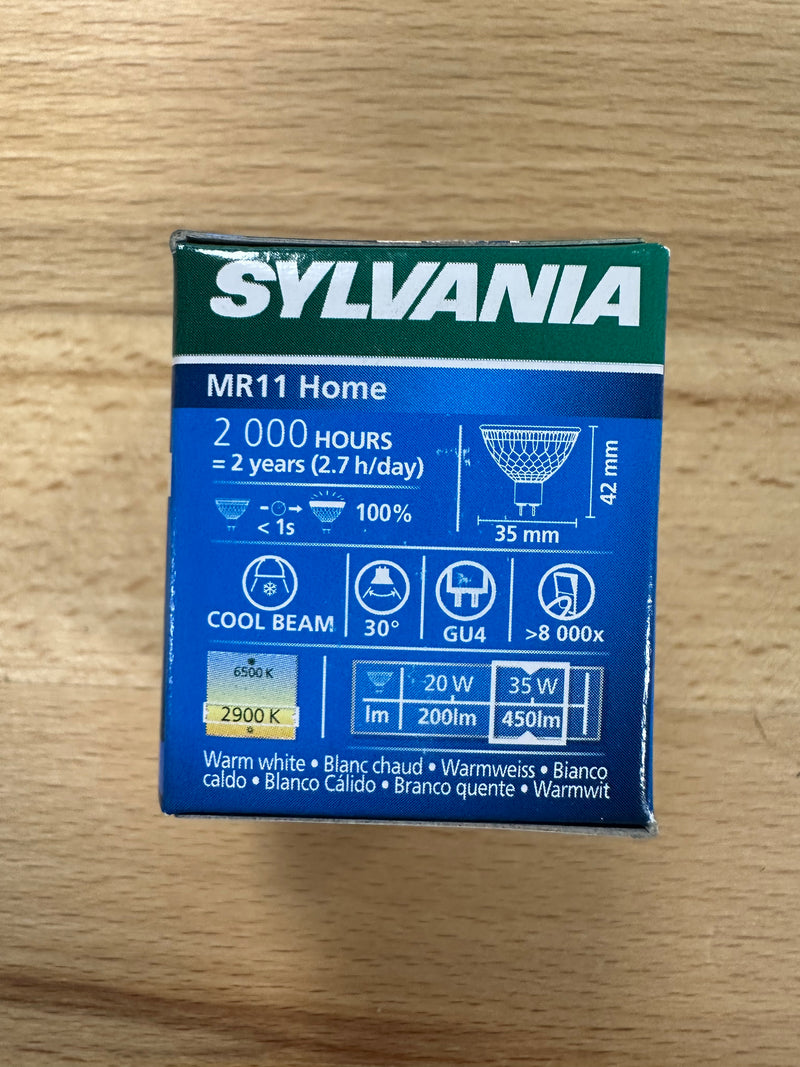 SYLVANIA
MR11 Home
2 000 HOURS
= 2 years (2.7 h/day)
< 1s
100%
42 mm
35 mm
COOL BEAM
30°
GU4
>8 000x
6500 K
2900 K
20 W 35 W
lm 200lm 450lm
Warm white • Blanc chaud • Warmweiss • Bianco
caldo • Blanco Cálido • Branco quente • Warmwit